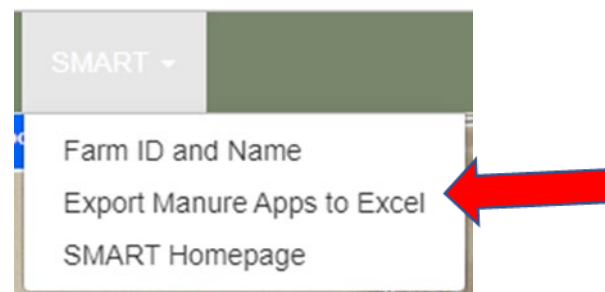 SMART
Farm ID and Name
Export Manure Apps to Excel
SMART Homepage